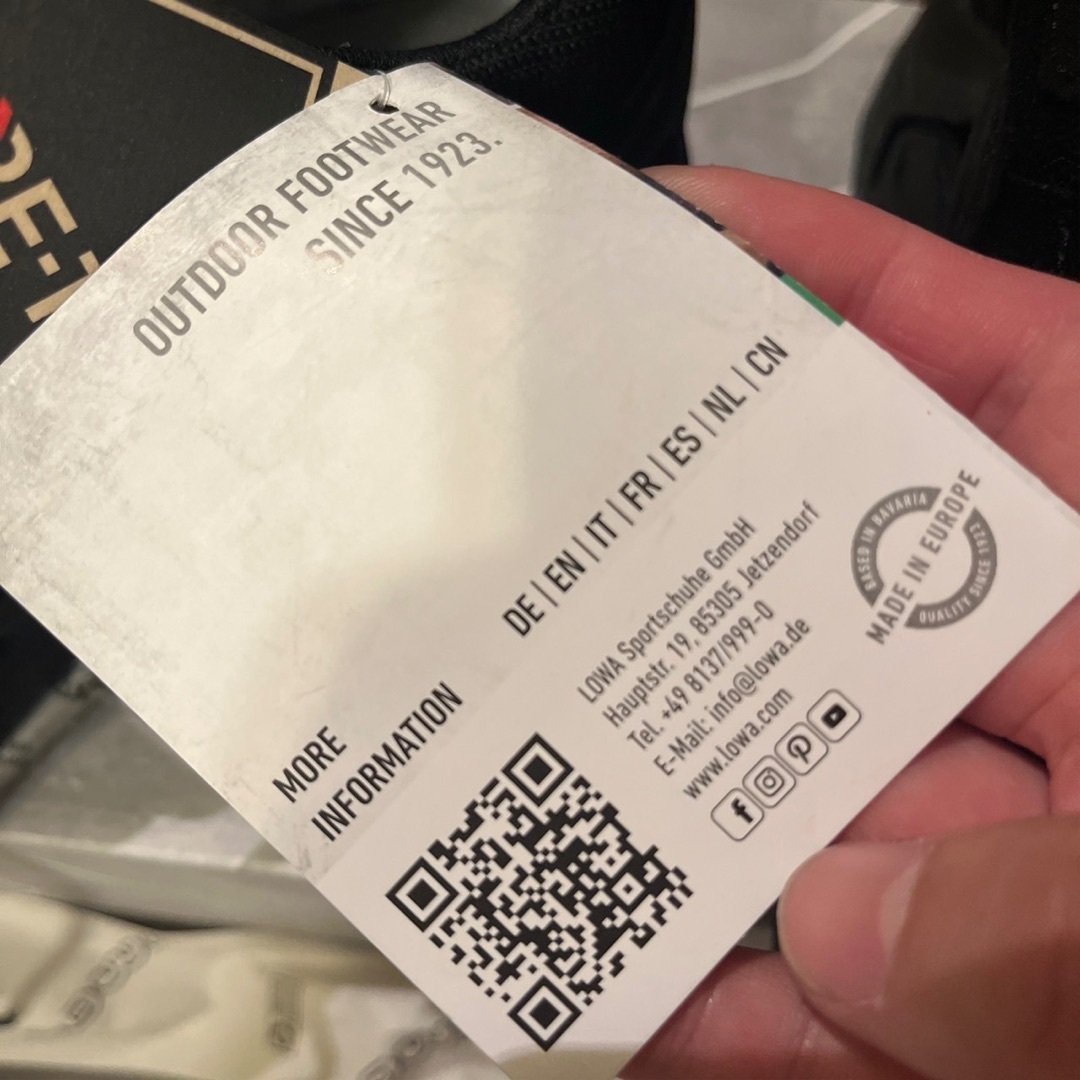 OUTDOOR FOOTWEAR
SINCE 1923.
DE | EN | IT | FR | ES | NL | CN
MORE
INFORMATION
LOWA Sportschuhe GmbH
Hauptstr. 19, 85305 Jetzendorf
Tel. +49 8137/999-0
E-Mail: info@lowa.de
www.lowa.com
BASED IN BAVARIA
MADE IN EUROPE
QUALITY SINCE 1923